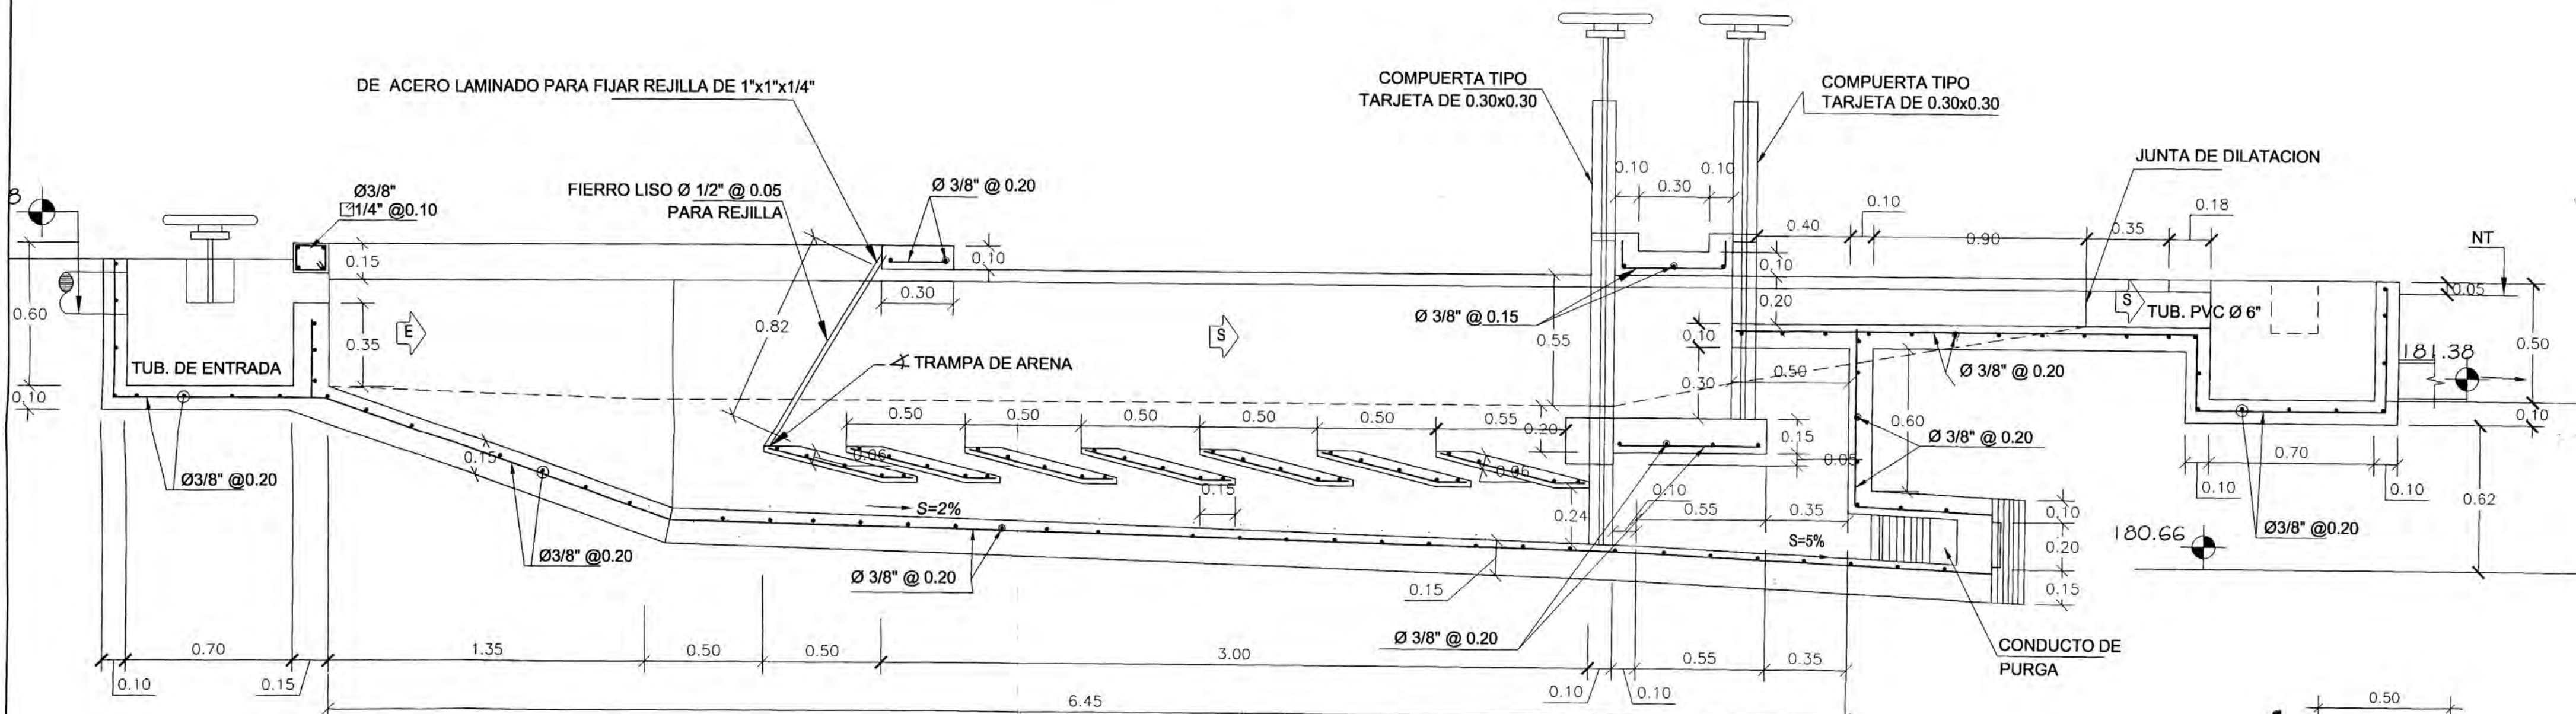 DE ACERO LAMINADO PARA FIJAR REJILLA DE 1"x1"x1/4"
COMPUERTA TIPO
TARJETA DE 0.30x0.30
COMPUERTA TIPO
TARJETA DE 0.30x0.30
JUNTA DE DILATACION
8
Ø3/8"
1/4" @0.10
FIERRO LISO Ø 1/2" @ 0.05
PARA REJILLA
Ø 3/8" @ 0.20
0.10
0.10
0.30
0.10
0.18
0.40
0.90
0.35
NT
0.15
0.10
0.10
0.30
0.20
0.05
0.60
0.35
E
0.82
S
Ø 3/8" @ 0.15
0.55
0.10
S
TUB. PVC Ø 6"
0.50
TUB. DE ENTRADA
TRAMPA DE ARENA
0.30
0.50
Ø 3/8" @ 0.20
181.38
0.10
0.50
0.50
0.50
0.50
0.50
0.55
0.20
0.15
0.60
Ø 3/8" @ 0.20
0.10
0.15
0.06
0.06
0.05
0.70
Ø3/8" @0.20
0.15
0.10
0.10
0.10
0.62
S=2%
0.24
0.55
0.35
0.10
Ø3/8" @0.20
Ø3/8" @0.20
S=5%
180.66
0.20
Ø 3/8" @ 0.20
0.15
0.15
Ø 3/8" @ 0.20
CONDUCTO DE
PURGA
0.70
1.35
0.50
0.50
3.00
0.55
0.35
0.10
0.15
0.10
0.10
6.45
0.50